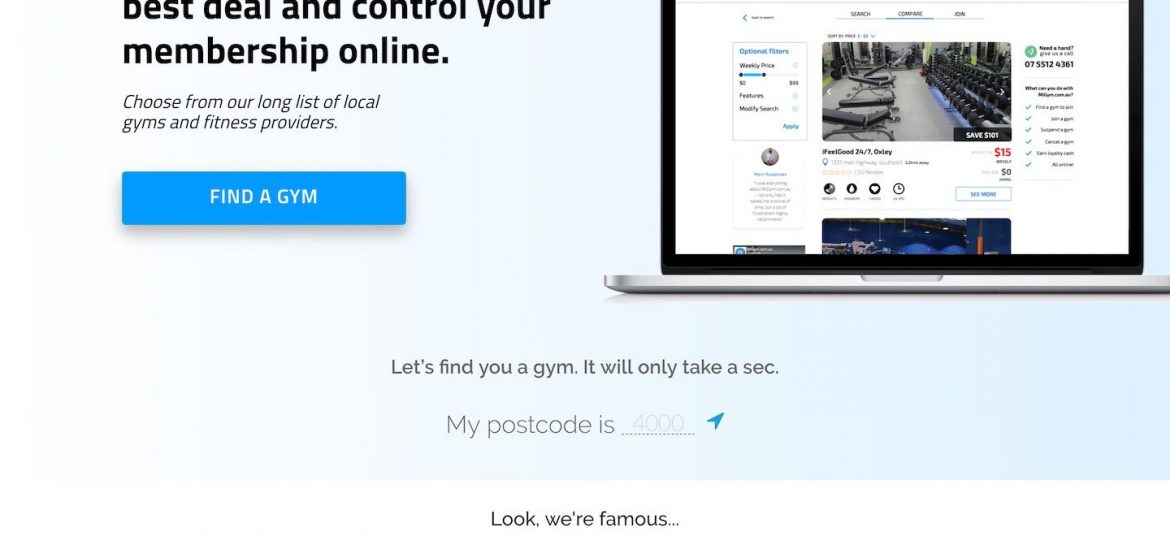 best deal and control your
membership online.
Choose from our long list of local
gyms and fitness providers.
FIND A GYM
back to search
SEARCH
COMPARE
JOIN
SORT BY PRICE $ - $$
Optional filters
Weekly Price
$0
$99
Features
Modify Search
Apply
Marc Russensas
"I love everything
about MiGym.com.au
- not only has it
saved me a minimum of
time, but a lot of
frustration! Highly
recommend"
MiGym.com.au
SAVE $101
iFeelGood 24/7, Oxley
$15
WEEKLY
1337 main highway, southport
3.2kms away
(3.0 Review
$0
WEIGHTS
SHOWERS
CARDIO
24 HRS
SEE MORE
Need a hand?
give us a call
07 5512 4361
What can you do with
MiGym.com.au?
Find a gym to join
Join a gym
Suspend a gym
Cancel a gym
Earn loyalty cash
All online!
Let's find you a gym. It will only take a sec.
My postcode is 4000
Look, we're famous...